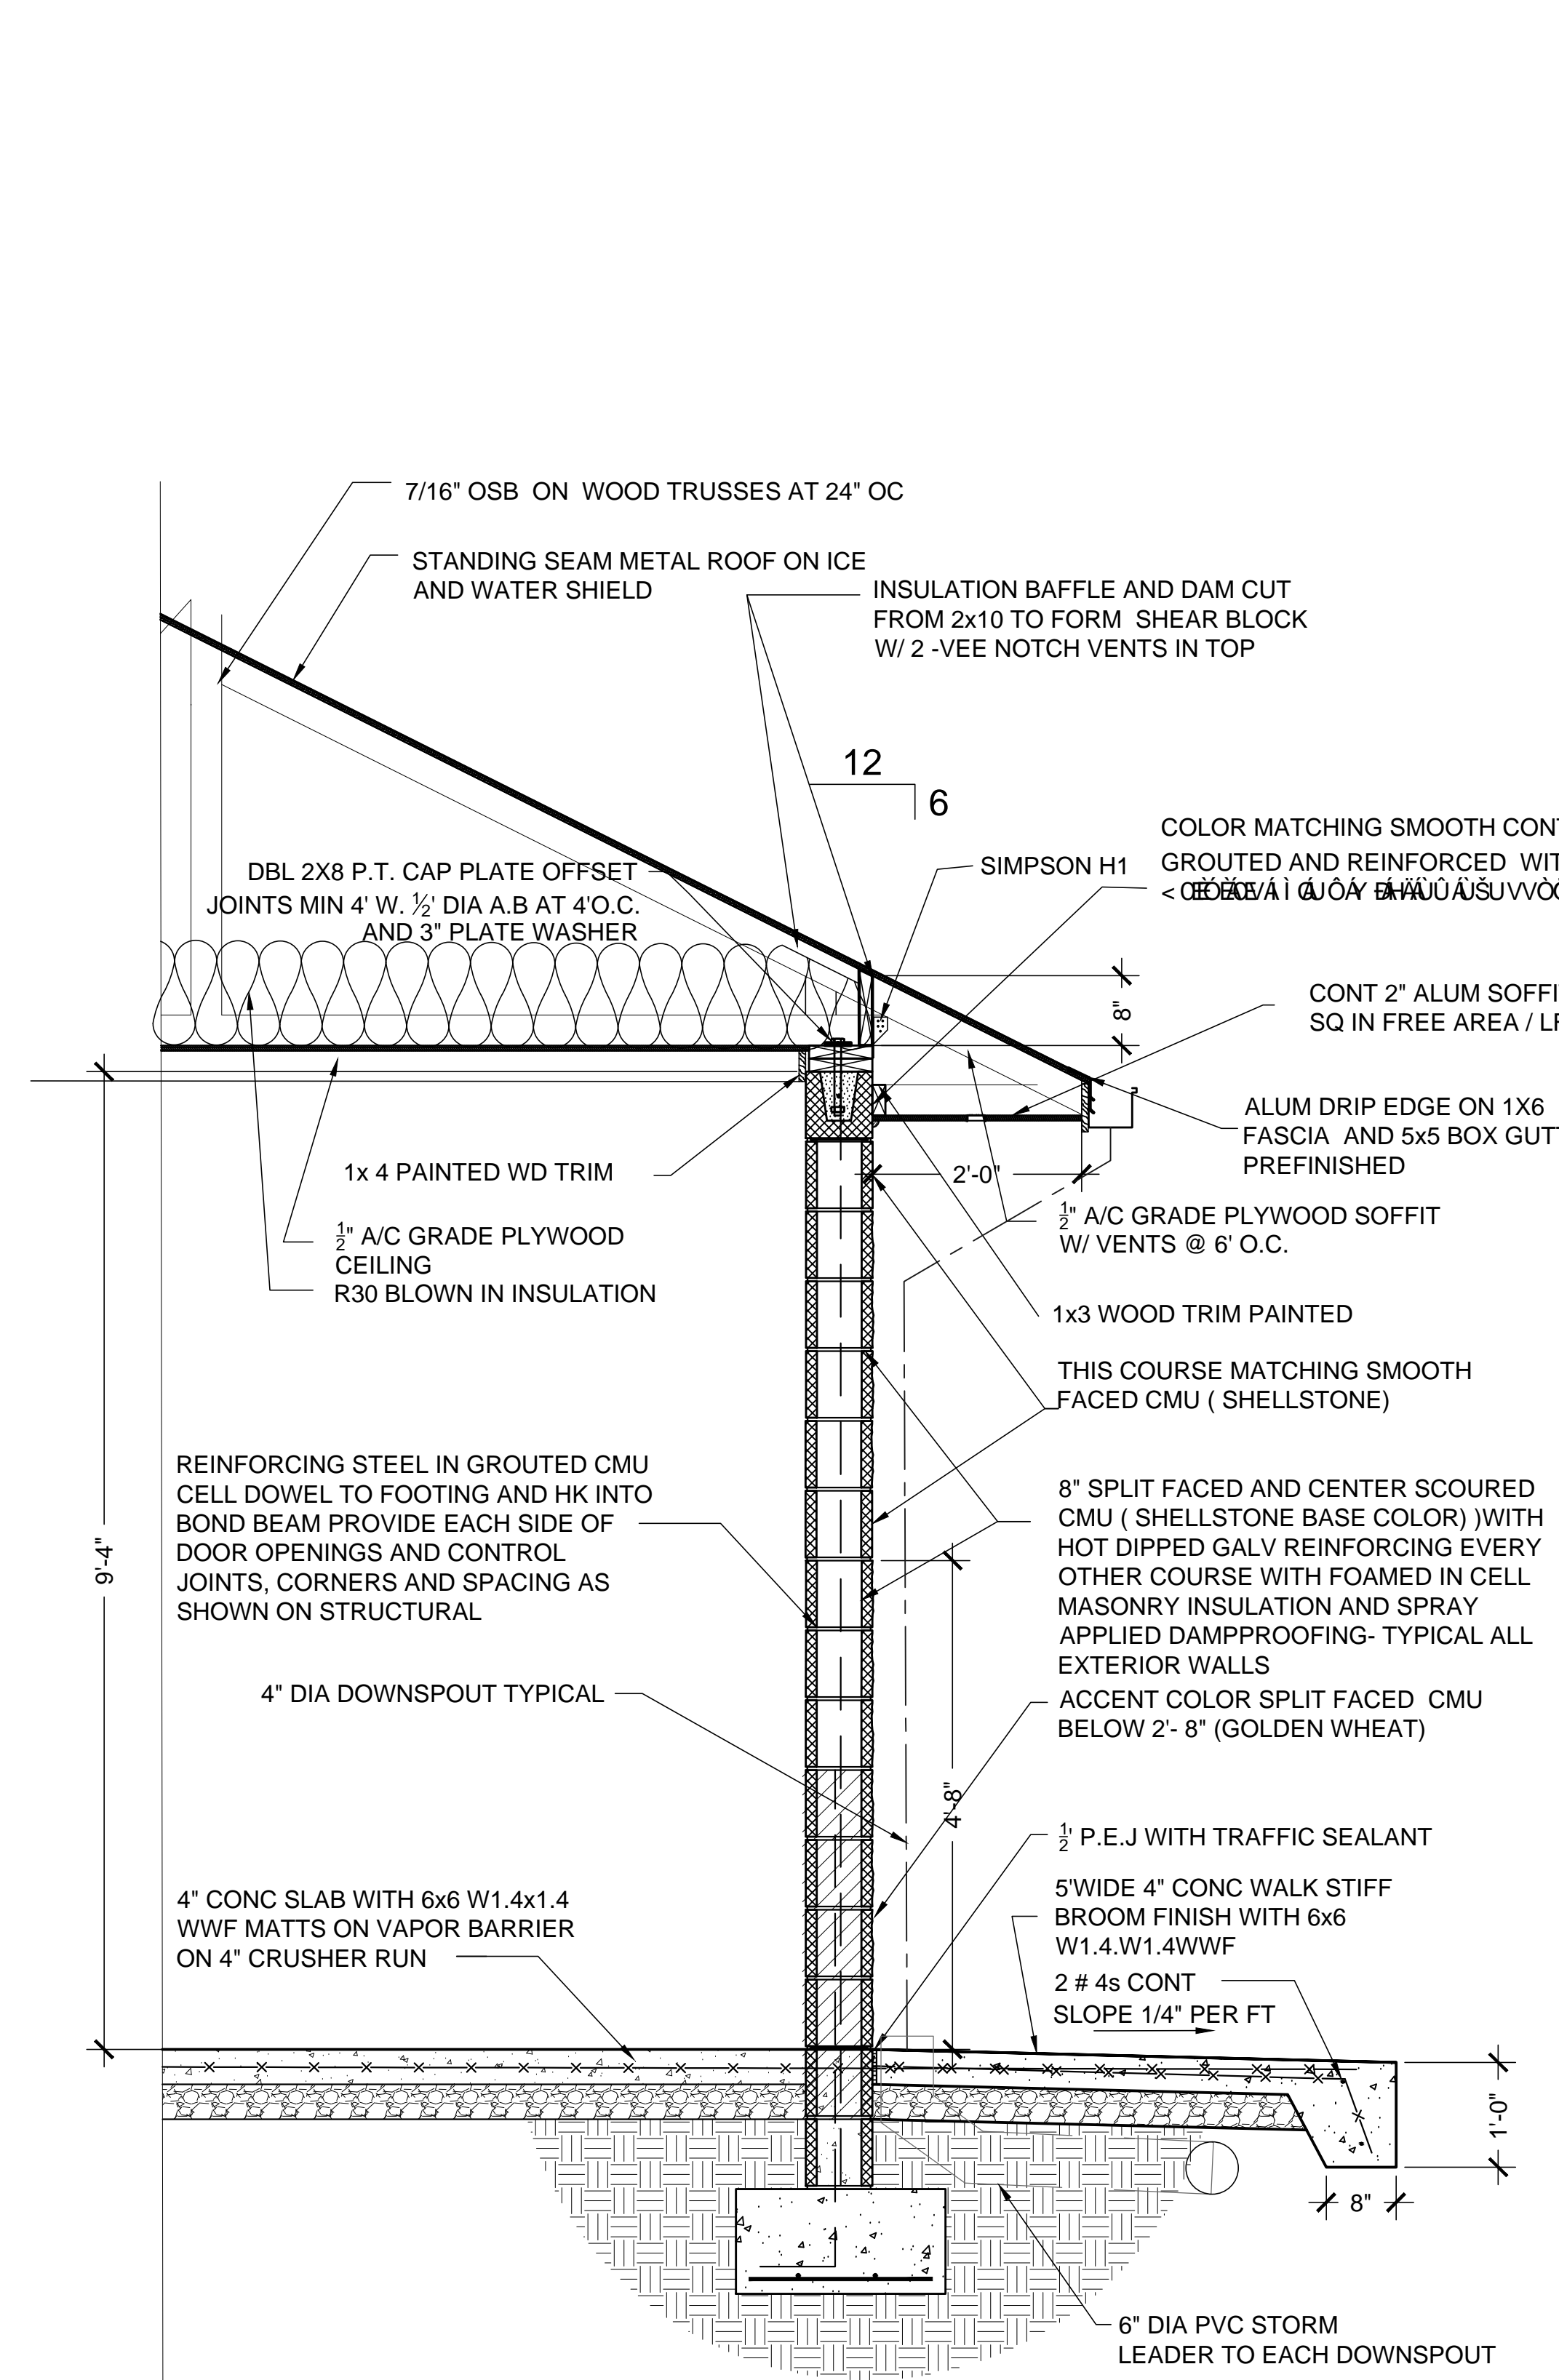 7/16" OSB ON WOOD TRUSSES AT 24" OC
STANDING SEAM METAL ROOF ON ICE
AND WATER SHIELD
INSULATION BAFFLE AND DAM CUT
FROM 2x10 TO FORM SHEAR BLOCK
W/ 2 -VEE NOTCH VENTS IN TOP
12
6
COLOR MATCHING SMOOTH
GROUTED AND REINFORCED
SIMPSON H1
DBL 2X8 P.T. CAP PLATE OFFSET
JOINTS MIN 4' W. ½' DIA A.B AT 4'O.C.
AND 3" PLATE WASHER
8"
CONT 2" ALUM
SQ IN FREE AREA /
ALUM DRIP EDGE ON 1X6
FASCIA AND 5x5 BOX
PREFINISHED
1x 4 PAINTED WD TRIM
2'-0"
½" A/C GRADE PLYWOOD SOFFIT
W/ VENTS @ 6' O.C.
½" A/C GRADE PLYWOOD
CEILING
R30 BLOWN IN INSULATION
1x3 WOOD TRIM PAINTED
THIS COURSE MATCHING SMOOTH
FACED CMU ( SHELLSTONE)
REINFORCING STEEL IN GROUTED CMU
CELL DOWEL TO FOOTING AND HK INTO
BOND BEAM PROVIDE EACH SIDE OF
DOOR OPENINGS AND CONTROL
JOINTS, CORNERS AND SPACING AS
SHOWN ON STRUCTURAL
8" SPLIT FACED AND CENTER SCOURED
CMU ( SHELLSTONE BASE COLOR) )WITH
HOT DIPPED GALV REINFORCING EVERY
OTHER COURSE WITH FOAMED IN CELL
MASONRY INSULATION AND SPRAY
APPLIED DAMPPROOFING- TYPICAL ALL
EXTERIOR WALLS
9'-4"
4" DIA DOWNSPOUT TYPICAL
ACCENT COLOR SPLIT FACED CMU
BELOW 2'- 8" (GOLDEN WHEAT)
4'-8"
½' P.E.J WITH TRAFFIC SEALANT
4" CONC SLAB WITH 6x6 W1.4x1.4
WWF MATTS ON VAPOR BARRIER
ON 4" CRUSHER RUN
5'WIDE 4" CONC WALK STIFF
BROOM FINISH WITH 6x6
W1.4.W1.4WWF
2 # 4s CONT
SLOPE 1/4" PER FT
1'-0"
8"
6" DIA PVC STORM
LEADER TO EACH DOWNSPOUT